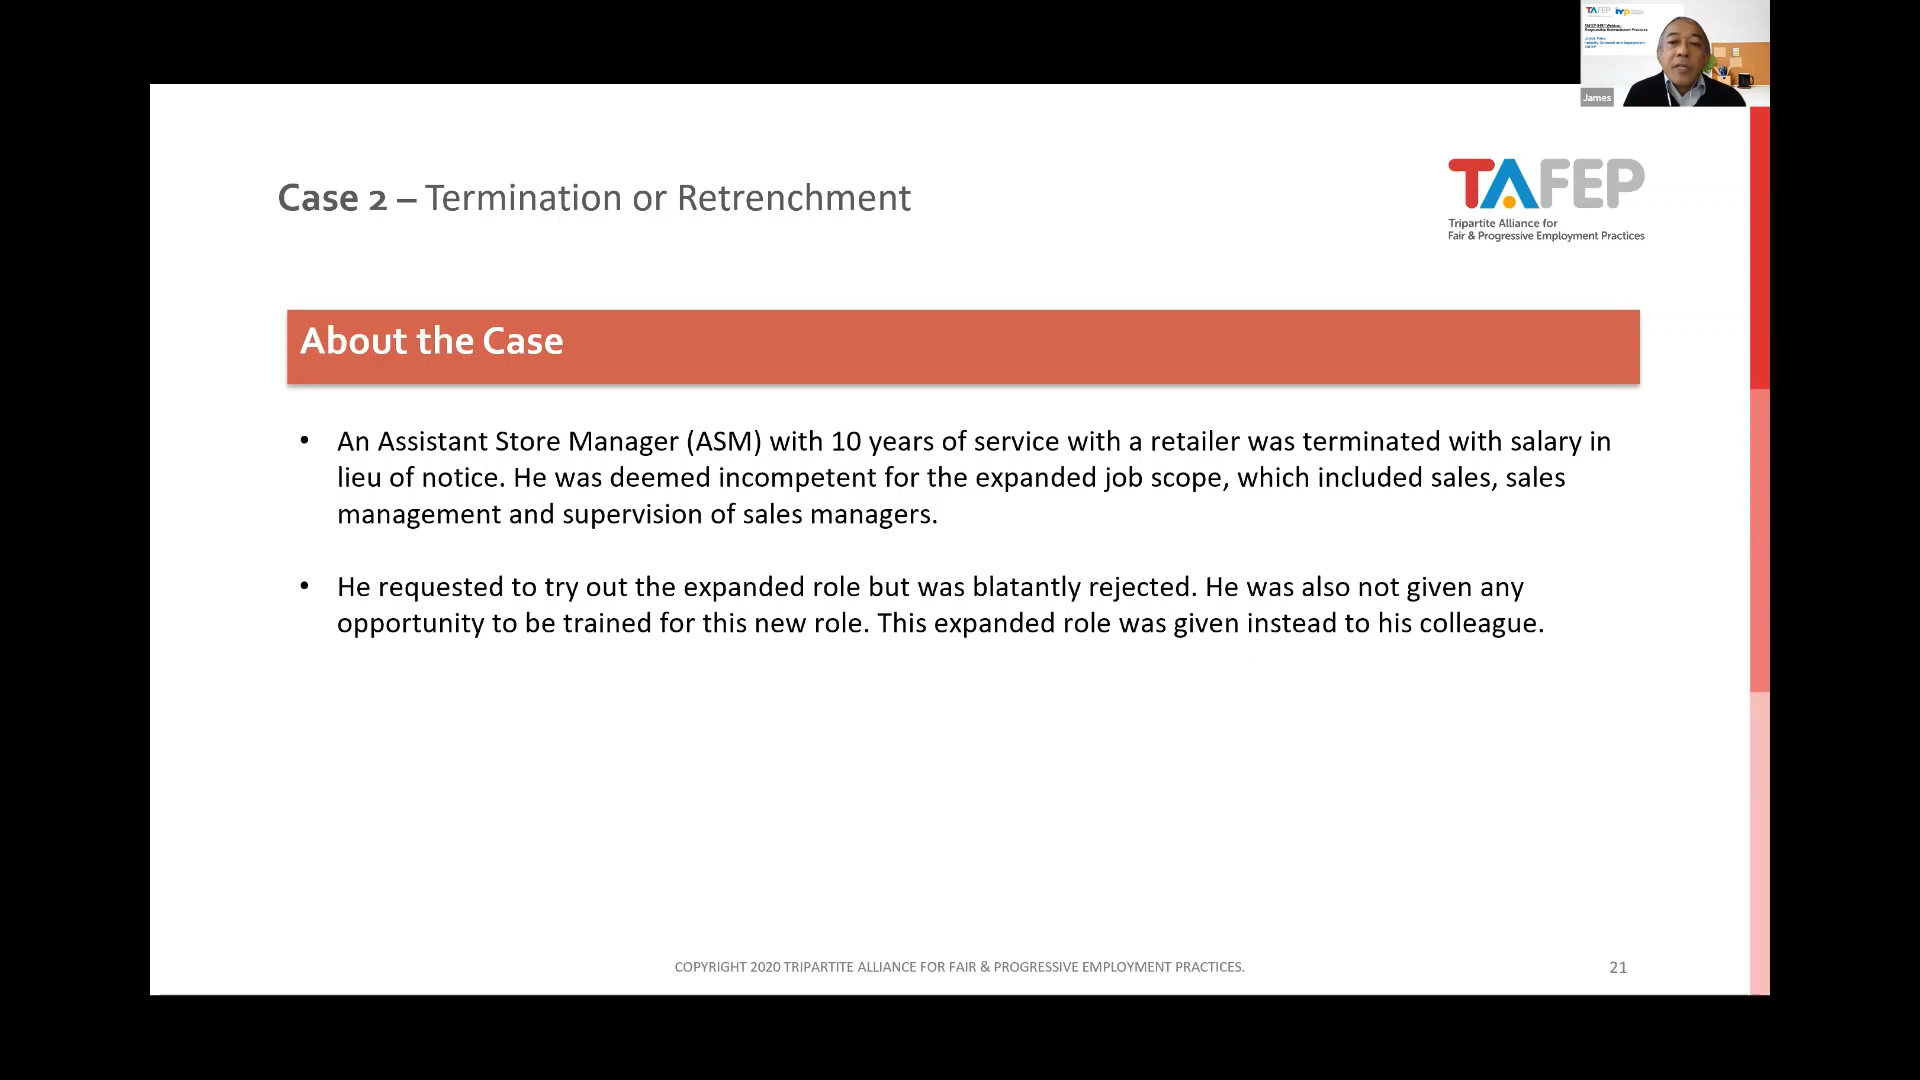 TAFEP
James
Case 2 – Termination or Retrenchment
TAFEP
Tripartite Alliance for
Fair & Progressive Employment Practices
About the Case
• An Assistant Store Manager (ASM) with 10 years of service with a retailer was terminated with salary in
lieu of notice. He was deemed incompetent for the expanded job scope, which included sales, sales
management and supervision of sales managers.
• He requested to try out the expanded role but was blatantly rejected. He was also not given any
opportunity to be trained for this new role. This expanded role was given instead to his colleague.
COPYRIGHT 2020 TRIPARTITE ALLIANCE FOR FAIR & PROGRESSIVE EMPLOYMENT PRACTICES.
21